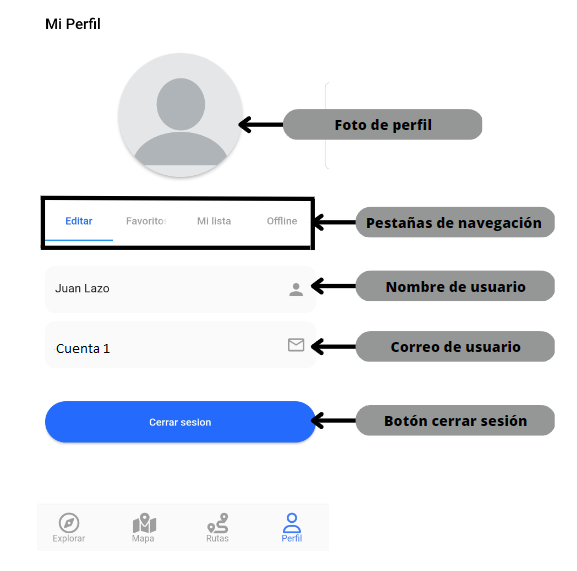 Mi Perfil
Foto de perfil
Editar Favoritos Mi lista Offline
Pestañas de navegación
Juan Lazo
Nombre de usuario
Cuenta 1
Correo de usuario
Cerrar sesion
Botón cerrar sesión
Explorar Mapa Rutas Perfil